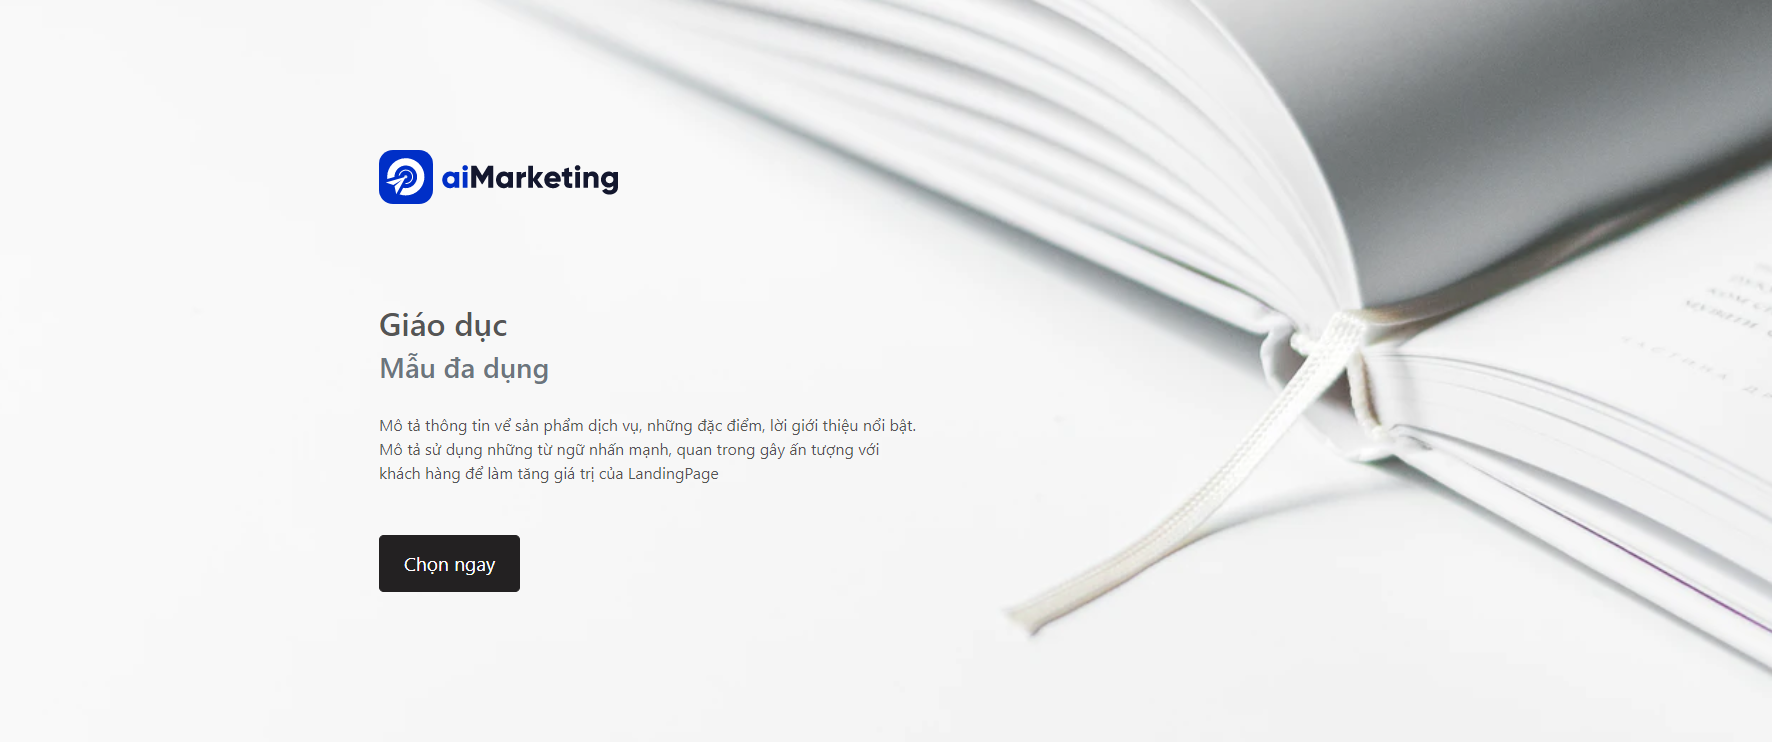 aiMarketing
Giáo dục
Mẫu đa dụng
Mô tả thông tin về sản phẩm dịch vụ, những đặc điểm, lời giới thiệu nổi bật.
Mô tả sử dụng những từ ngữ nhấn mạnh, quan trong gây ấn tượng với
khách hàng để làm tăng giá trị của LandingPage
Chọn ngay